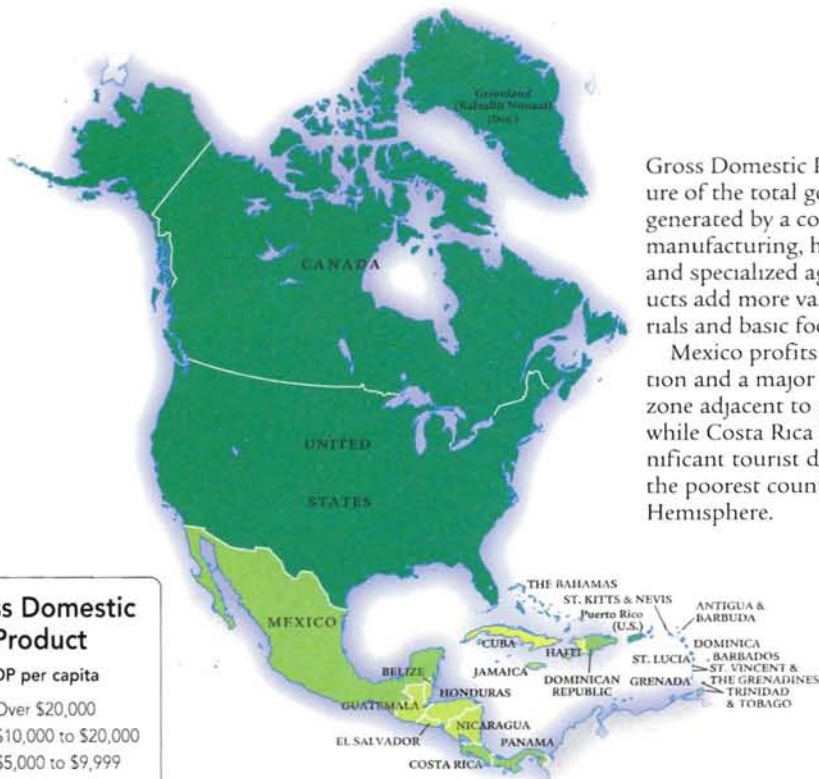 Greenland
(Kalaallit Nunaat)
(Den.)
CANADA
UNITED
STATES
MEXICO
THE BAHAMAS
ST. KITTS & NEVIS
Puerto Rico
(U.S.)
ANTIGUA &
BARBUDA
CUBA
HAITI
DOMINICAN
REPUBLIC
JAMAICA
ST. LUCIA
DOMINICA
BARBADOS
ST. VINCENT &
THE GRENADINES
GRENADA
TRINIDAD
& TOBAGO
BELIZE
GUATEMALA
HONDURAS
EL SALVADOR
NICARAGUA
COSTA RICA
PANAMA
Gross Domestic P
ure of the total go
generated by a co
manufacturing, h
and specialized ag
ucts add more va
rials and basic foo
Mexico profits
tion and a major
zone adjacent to
while Costa Rica
nificant tourist d
the poorest coun
Hemisphere.
ss Domestic
Product
DP per capita
Over $20,000
$10,000 to $20,000
$5,000 to $9,999